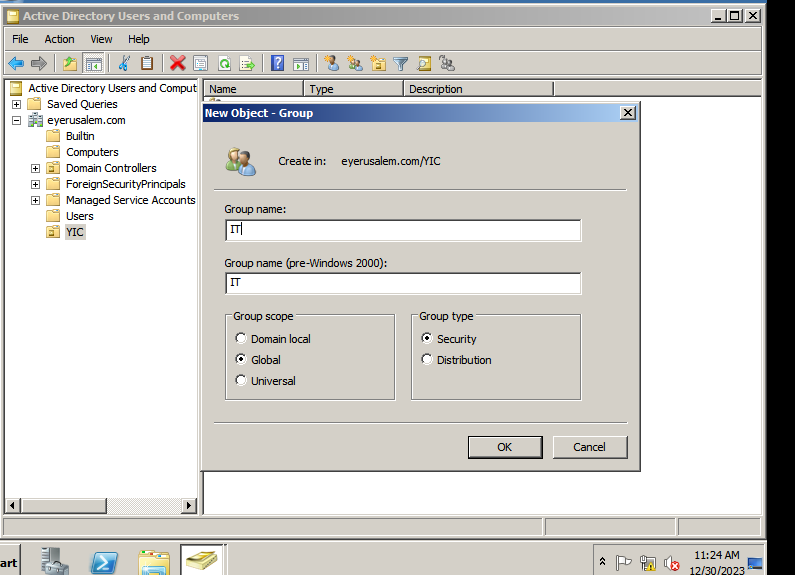 Active Directory Users and Computers
File Action View Help
Active Directory Users and Comput
Saved Queries
eyerusalem.com
Builtin
Computers
Domain Controllers
ForeignSecurityPrincipals
Managed Service Accounts
Users
YIC
Name Type Description
New Object - Group
Create in: eyerusalem.com/YIC
Group name:
IT
Group name (pre-Windows 2000):
IT
Group scope
Domain local
Global
Universal
Group type
Security
Distribution
OK Cancel
art
11:24 AM
12/30/2023